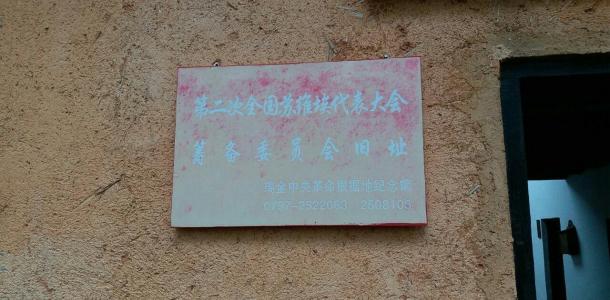 第二次全国苏维埃代表大会
筹备委员会旧址
瑞金中央革命根据地纪念馆
0797-2522063 2508105